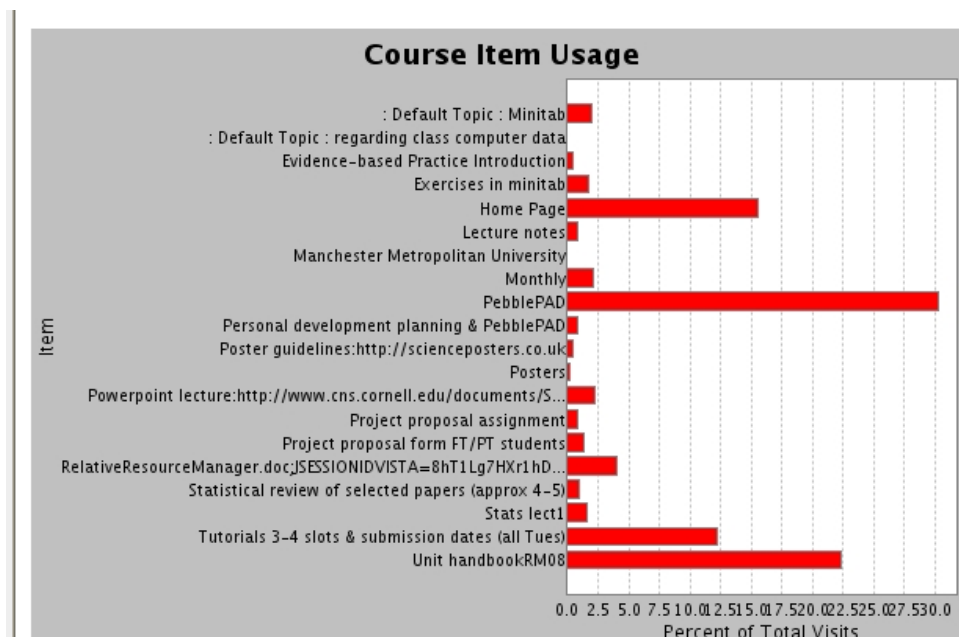 Course Item Usage
: Default Topic : Minitab
: Default Topic : regarding class computer data
Evidence-based Practice Introduction
Exercises in minitab
Home Page
Lecture notes
Manchester Metropolitan University
Monthly
PebblePAD
Personal development planning & PebblePAD
Poster guidelines:http://scienceposters.co.uk
Posters
Powerpoint lecture:http://www.cns.cornell.edu/documents/S...
Project proposal assignment
Project proposal form FT/PT students
RelativeResourceManager.doc;JSESSIONIDVISTA=8hT1Lg7HXr1hD...
Statistical review of selected papers (approx 4-5)
Stats lect1
Tutorials 3-4 slots & submission dates (all Tues)
Unit handbookRM08
Item
0.0 2.5 5.0 7.5 10.0 12.5 15.0 17.5 20.0 22.5 25.0 27.5 30.0
Percent of Total Visits